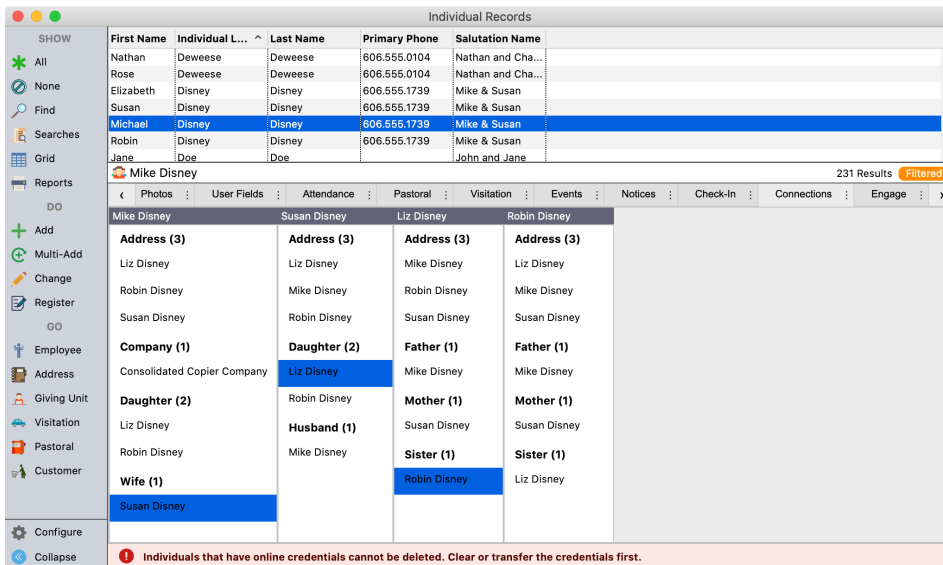 Individual Records
SHOW
All
None
Find
Searches
Grid
Reports
DO
Add
Multi-Add
Change
Register
GO
Employee
Address
Giving Unit
Visitation
Pastoral
Customer
Configure
Collapse
First Name Individual L... Last Name Primary Phone Salutation Name
Nathan Deweese Deweese 606.555.0104 Nathan and Cha...
Rose Deweese Deweese 606.555.0104 Nathan and Cha...
Elizabeth Disney Disney 606.555.1739 Mike & Susan
Susan Disney Disney 606.555.1739 Mike & Susan
Michael Disney Disney 606.555.1739 Mike & Susan
Robin Disney Disney 606.555.1739 Mike & Susan
Jane Doe Doe John and Jane
Mike Disney 231 Results Filtered
Photos User Fields Attendance Pastoral Visitation Events Notices Check-In Connections Engage
Mike Disney
Address (3)
Liz Disney
Robin Disney
Susan Disney
Company (1)
Consolidated Copier Company
Daughter (2)
Liz Disney
Robin Disney
Wife (1)
Susan Disney
Susan Disney
Address (3)
Liz Disney
Mike Disney
Robin Disney
Daughter (2)
Liz Disney
Robin Disney
Husband (1)
Mike Disney
Liz Disney
Address (3)
Mike Disney
Robin Disney
Susan Disney
Father (1)
Mike Disney
Mother (1)
Susan Disney
Sister (1)
Robin Disney
Robin Disney
Address (3)
Liz Disney
Mike Disney
Susan Disney
Father (1)
Mike Disney
Mother (1)
Susan Disney
Sister (1)
Liz Disney
Individuals that have online credentials cannot be deleted. Clear or transfer the credentials first.